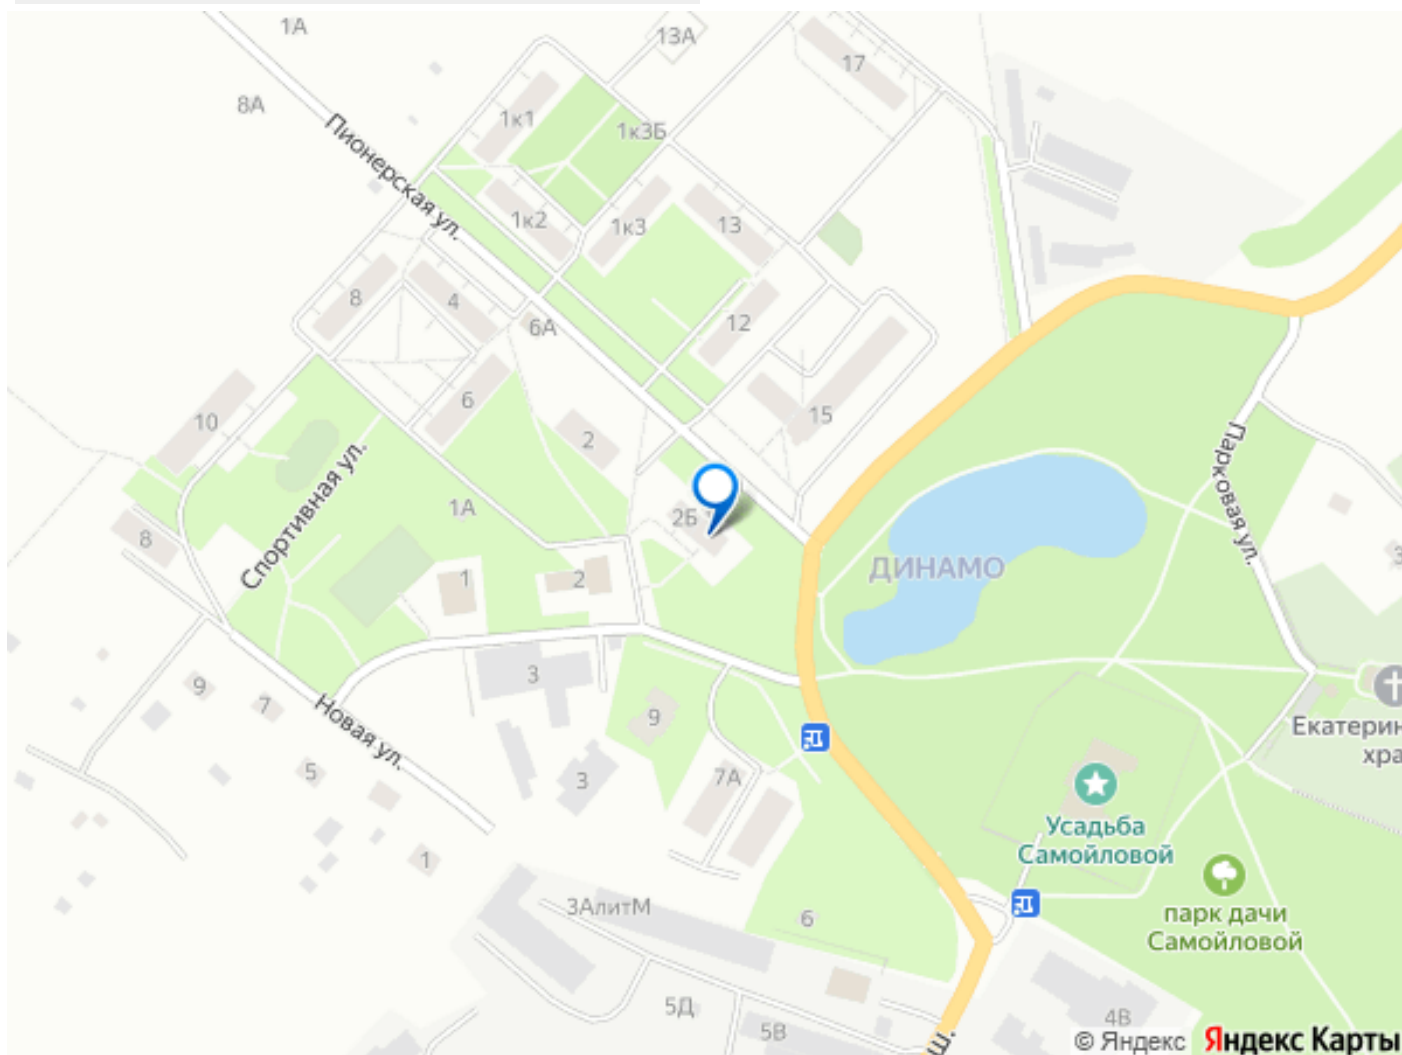 1А
13А
17
8А
1к1
1к3Б
Пионерская ул.
1к2
1к3
13
8
4
6А
12
6
10
2
15
Спортивная ул.
1А
2Б
8
1
2
ДИНАМО
Парковая ул.
3
9
7
Новая ул.
9
Екатерин
хра
5
3
7А
1
Усадьба
Самойловой
парк дачи
Самойловой
3АлитМ
6
5Д
5В
4В
ш.
© Яндекс Яндекс Карты